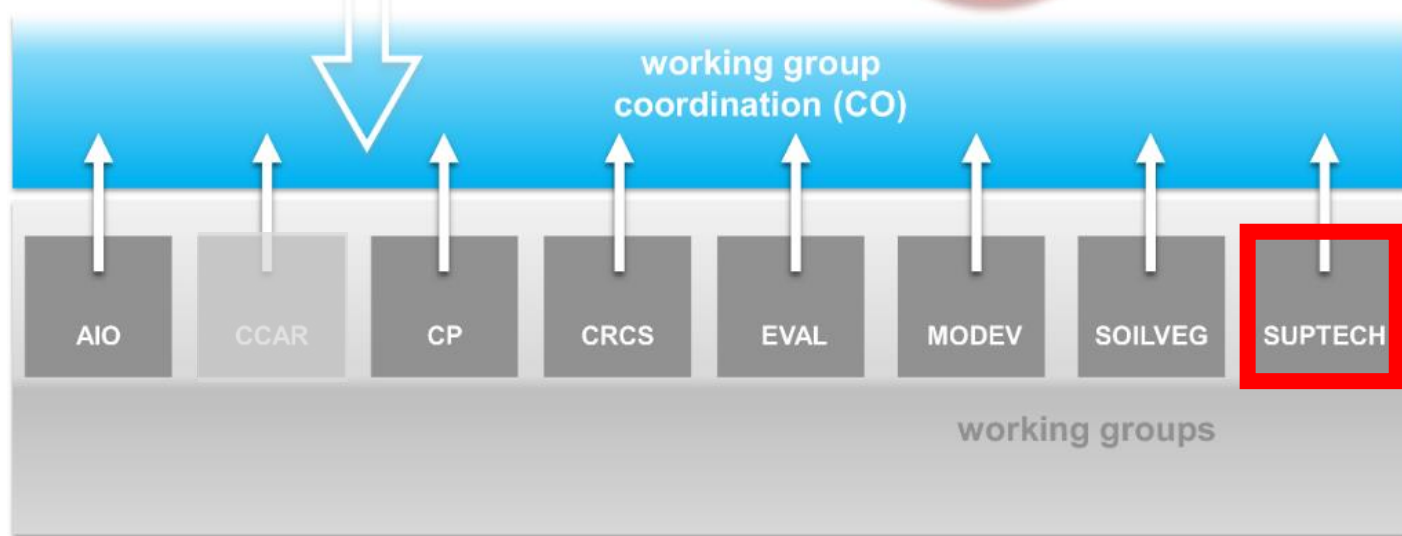 working group
coordination (CO)
AIO
CCAR
CP
CRCS
EVAL
MODEV
SOILVEG
SUPTECH
working groups